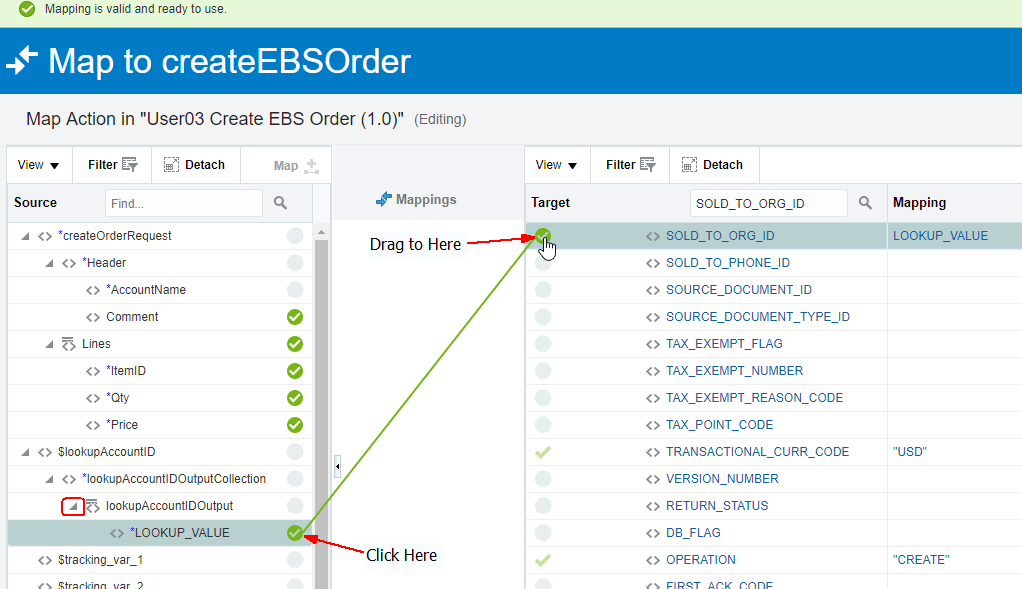 Mapping is valid and ready to use.
Map to createEBSOrder
Map Action in "User03 Create EBS Order (1.0)" (Editing)
View Filter Detach Map
Mappings
View Filter Detach
Source Find...
Target SOLD_TO_ORG_ID Mapping
*createOrderRequest
*Header
*AccountName
Comment
Lines
*ItemID
*Qty
*Price
$lookupAccountID
*lookupAccountIDOutputCollection
lookupAccountIDOutput
*LOOKUP_VALUE
$tracking_var_1
$tracking_var_2
Drag to Here
Click Here
SOLD_TO_ORG_ID LOOKUP_VALUE
SOLD_TO_PHONE_ID
SOURCE_DOCUMENT_ID
SOURCE_DOCUMENT_TYPE_ID
TAX_EXEMPT_FLAG
TAX_EXEMPT_NUMBER
TAX_EXEMPT_REASON_CODE
TAX_POINT_CODE
TRANSACTIONAL_CURR_CODE "USD"
VERSION_NUMBER
RETURN_STATUS
DB_FLAG
OPERATION "CREATE"
FIRST_ACK_CODE